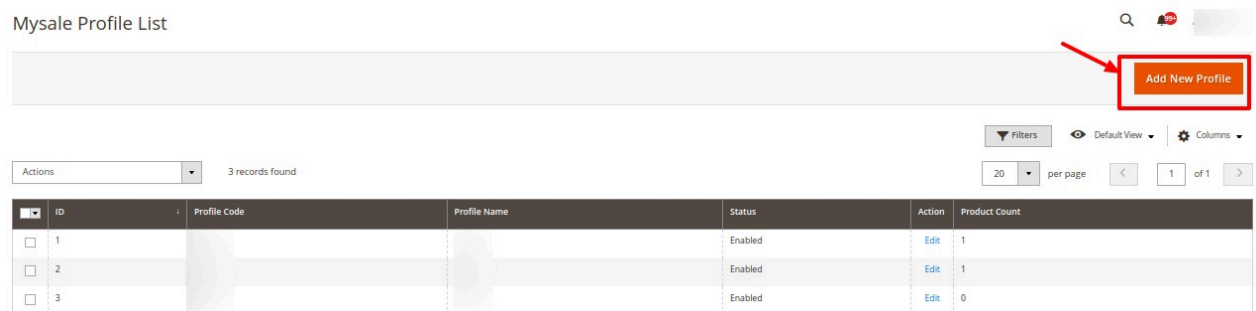 Mysale Profile List
99+
Add New Profile
Filters Default View Columns
Actions 3 records found 20 per page 1 of 1
ID ↓ Profile Code Profile Name Status Action Product Count
1 Enabled Edit 1
2 Enabled Edit 1
3 Enabled Edit 0